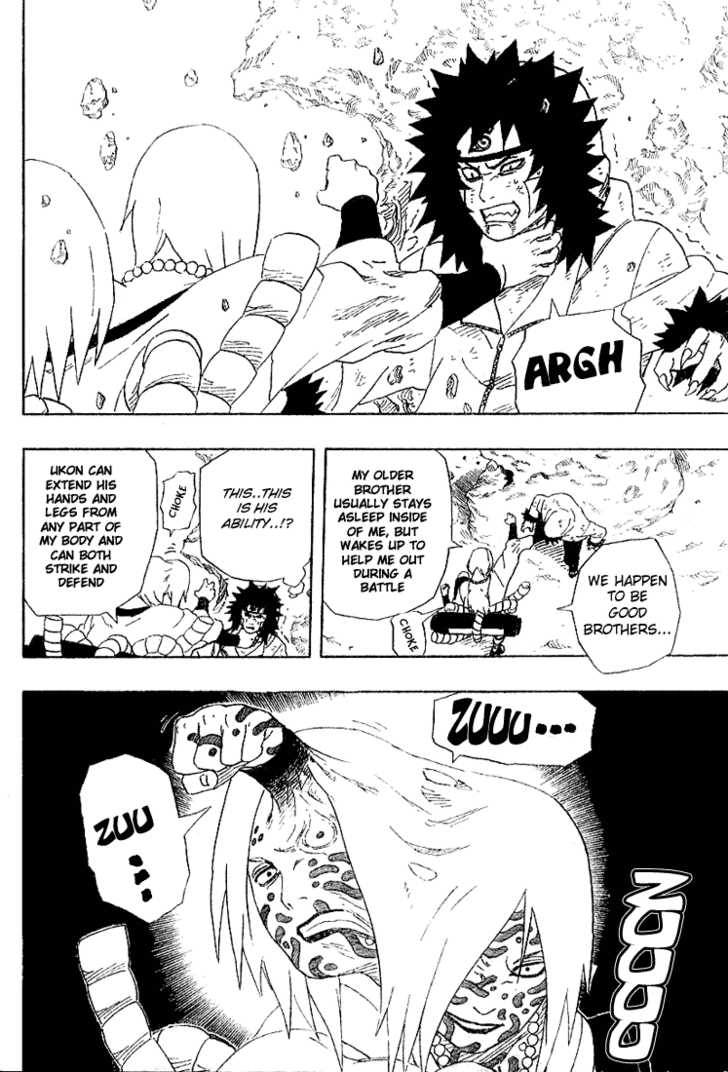 ARGH
MY OLDER
BROTHER
USUALLY STAYS
ASLEEP INSIDE
OF ME, BUT
WAKES UP TO
HELP ME OUT
DURING A
BATTLE
WE HAPPEN
TO BE
GOOD
BROTHERS...
CHOKE
UKON CAN
EXTEND HIS
HANDS AND
LEGS FROM
ANY PART OF
MY BODY AND
CAN BOTH
STRIKE AND
DEFEND
CHOKE
THIS..THIS
IS HIS
ABILITY..!?
ZUUU...
ZUU
...
ZOOOO